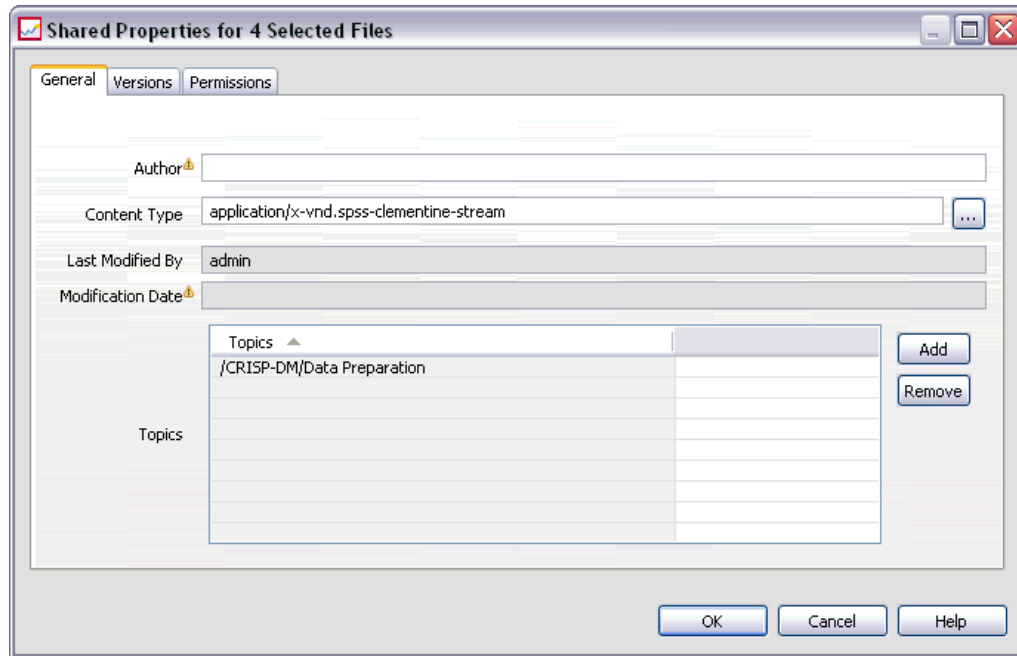 Shared Properties for 4 Selected Files
General Versions Permissions
Author
Content Type application/x-vnd.spss-clementine-stream ...
Last Modified By admin
Modification Date
Topics
Add
/CRISP-DM/Data Preparation
Remove
Topics
OK Cancel Help